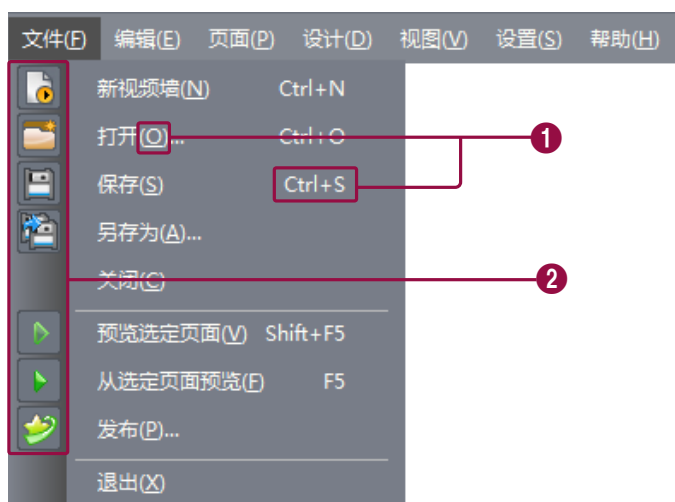 文件(F) 编辑(E) 页面(P) 设计(D) 视图(V) 设置(S) 帮助(H)
新视频墙(N) Ctrl+N
打开(O)... Ctrl+O
1
保存(S) Ctrl+S
另存为(A)...
关闭(C)
2
预览选定页面(V) Shift+F5
从选定页面预览(F) F5
发布(P)...
退出(X)